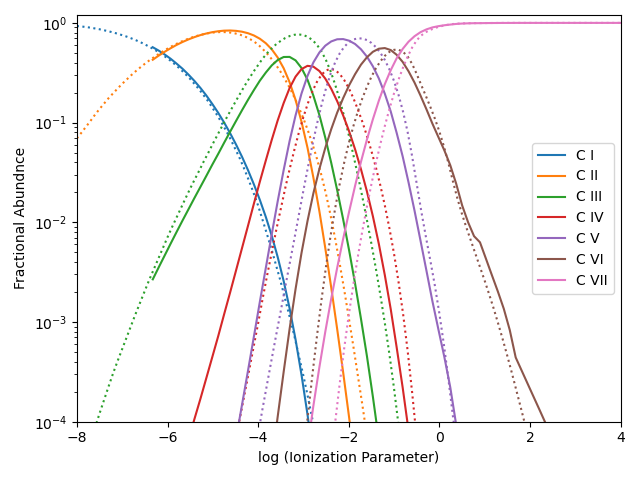 10⁰
10⁻¹
10⁻²
10⁻³
10⁻⁴
Fractional Abundnce
C I
C II
C III
C IV
C V
C VI
C VII
−8 −6 −4 −2 0 2 4
log (Ionization Parameter)